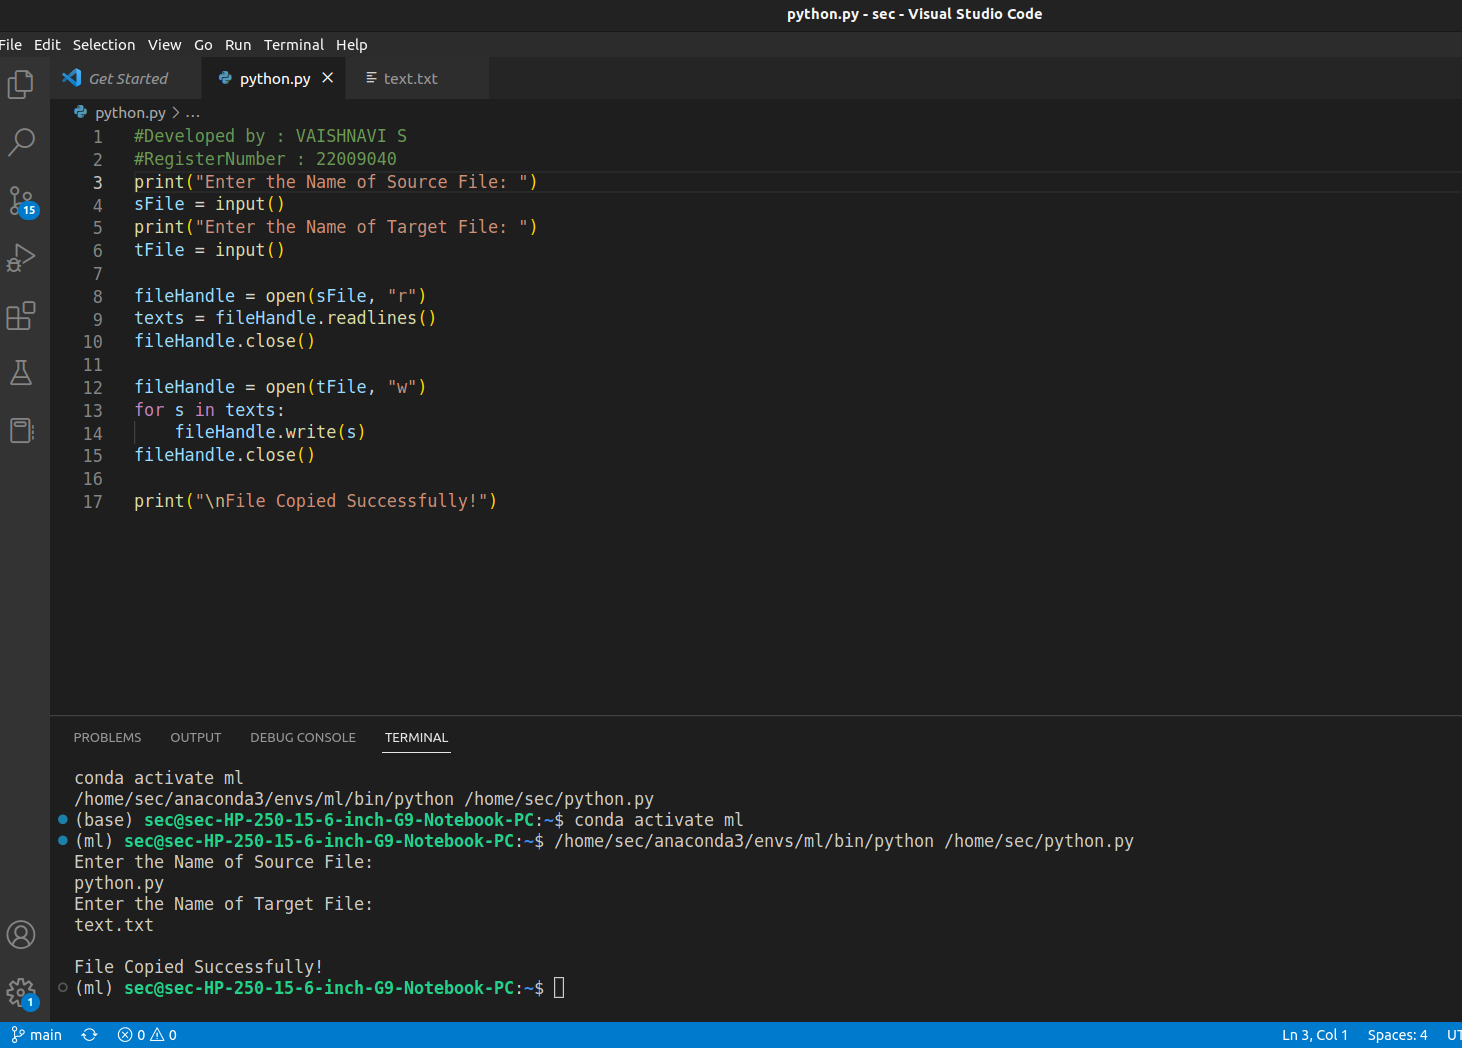 python.py - sec - Visual Studio Code
File Edit Selection View Go Run Terminal Help
Get Started python.py text.txt
python.py > ...
1 #Developed by : VAISHNAVI S
2 #RegisterNumber : 22009040
3 print("Enter the Name of Source File: ")
4 sFile = input()
5 print("Enter the Name of Target File: ")
6 tFile = input()
7
8 fileHandle = open(sFile, "r")
9 texts = fileHandle.readlines()
10 fileHandle.close()
11
12 fileHandle = open(tFile, "w")
13 for s in texts:
14     fileHandle.write(s)
15 fileHandle.close()
16
17 print("\nFile Copied Successfully!")
15
PROBLEMS OUTPUT DEBUG CONSOLE TERMINAL
conda activate ml
/home/sec/anaconda3/envs/ml/bin/python /home/sec/python.py
(base) sec@sec-HP-250-15-6-inch-G9-Notebook-PC:~$ conda activate ml
(ml) sec@sec-HP-250-15-6-inch-G9-Notebook-PC:~$ /home/sec/anaconda3/envs/ml/bin/python /home/sec/python.py
Enter the Name of Source File:
python.py
Enter the Name of Target File:
text.txt
File Copied Successfully!
(ml) sec@sec-HP-250-15-6-inch-G9-Notebook-PC:~$
1
main 0 0 Ln 3, Col 1 Spaces: 4 UT